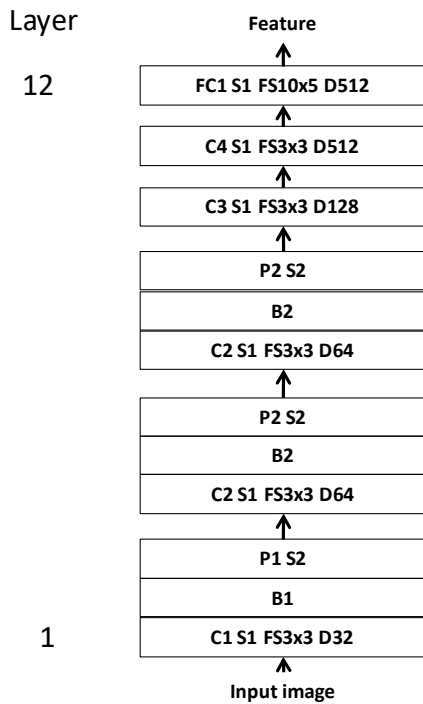 Layer
Feature
12
FC1 S1 FS10x5 D512
C4 S1 FS3x3 D512
C3 S1 FS3x3 D128
P2 S2
B2
C2 S1 FS3x3 D64
P2 S2
B2
C2 S1 FS3x3 D64
P1 S2
B1
1
C1 S1 FS3x3 D32
Input image